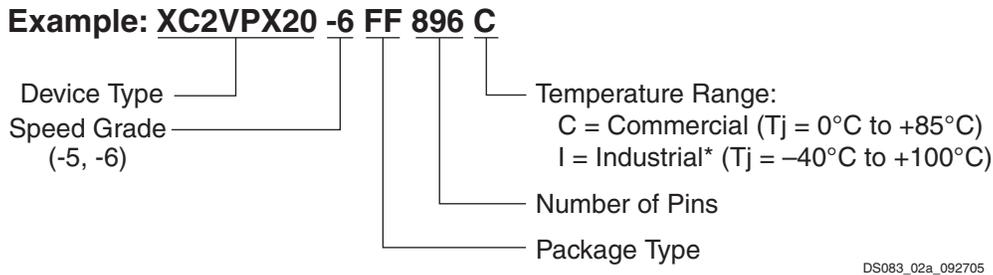 Example: XC2VPX20 -6 FF 896 C
Device Type
Speed Grade
(-5, -6)
Temperature Range:
C = Commercial (Tj = 0°C to +85°C)
I = Industrial* (Tj = –40°C to +100°C)
Number of Pins
Package Type
DS083_02a_092705